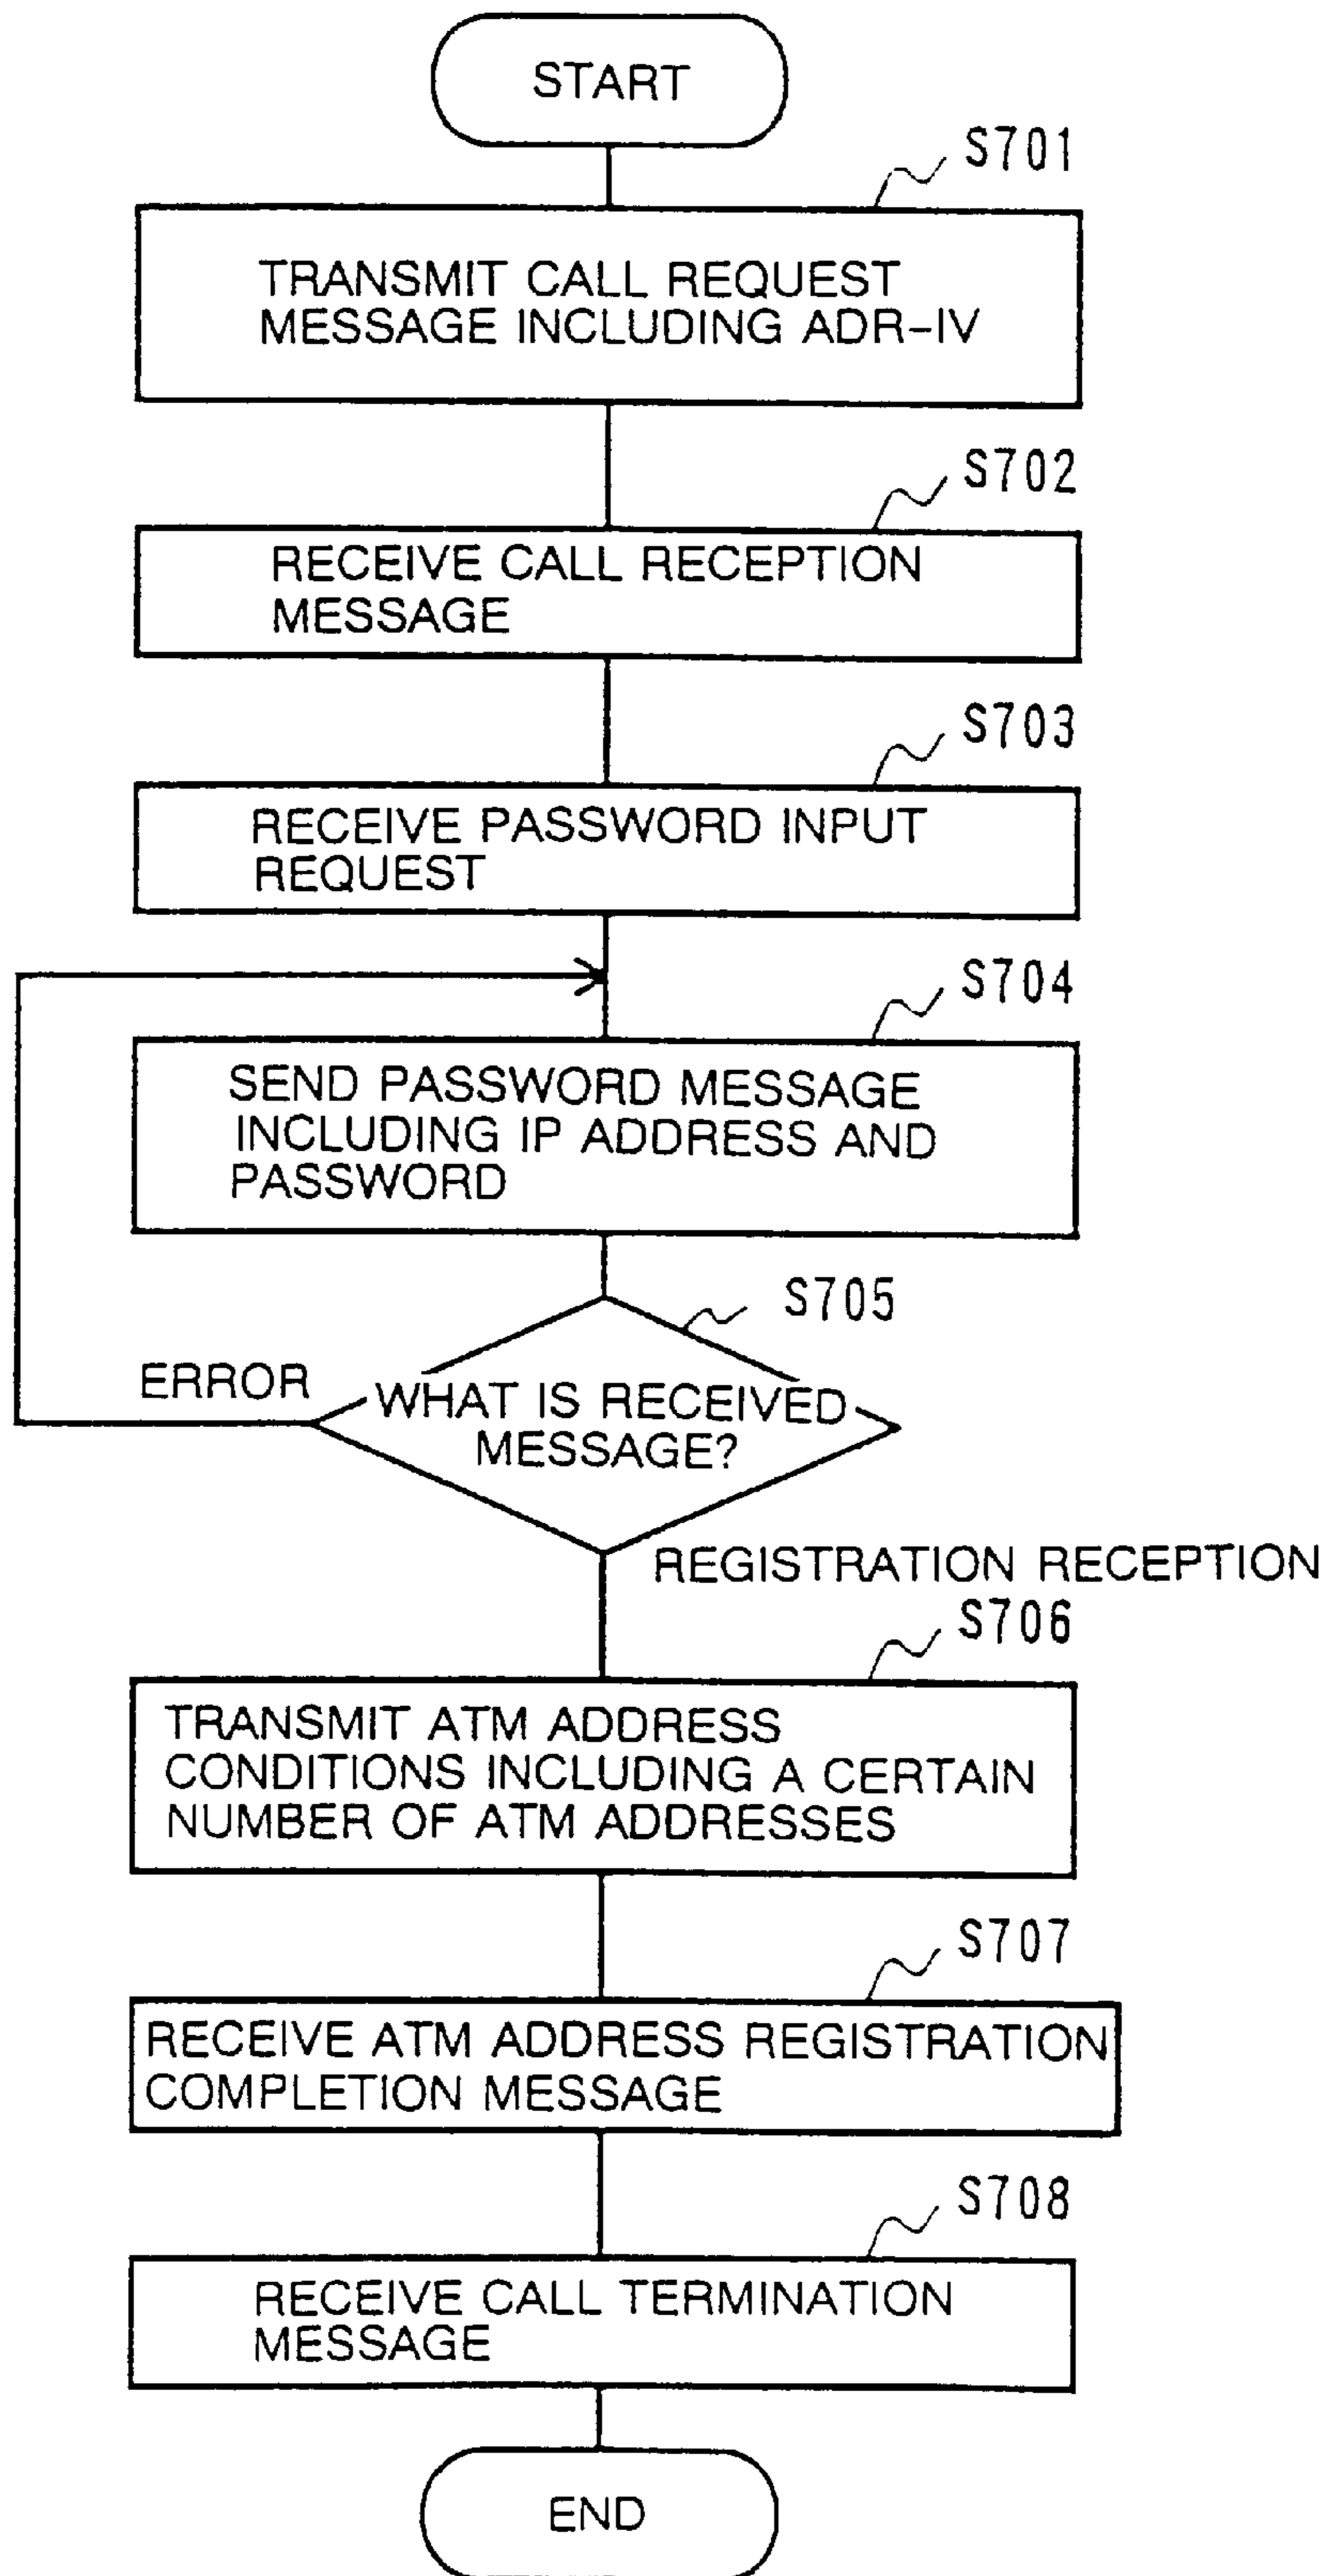 START
S701
TRANSMIT CALL REQUEST
MESSAGE INCLUDING ADR-IV
S702
RECEIVE CALL RECEPTION
MESSAGE
S703
RECEIVE PASSWORD INPUT
REQUEST
S704
SEND PASSWORD MESSAGE
INCLUDING IP ADDRESS AND
PASSWORD
S705
ERROR
WHAT IS RECEIVED
MESSAGE?
REGISTRATION RECEPTION
S706
TRANSMIT ATM ADDRESS
CONDITIONS INCLUDING A CERTAIN
NUMBER OF ATM ADDRESSES
S707
RECEIVE ATM ADDRESS REGISTRATION
COMPLETION MESSAGE
S708
RECEIVE CALL TERMINATION
MESSAGE
END